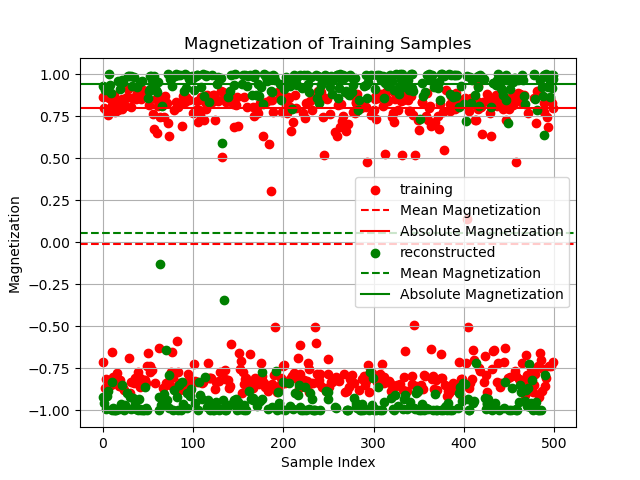 Magnetization of Training Samples
Magnetization
1.00
0.75
0.50
0.25
0.00
−0.25
−0.50
−0.75
−1.00
training
Mean Magnetization
Absolute Magnetization
reconstructed
Mean Magnetization
Absolute Magnetization
0 100 200 300 400 500
Sample Index